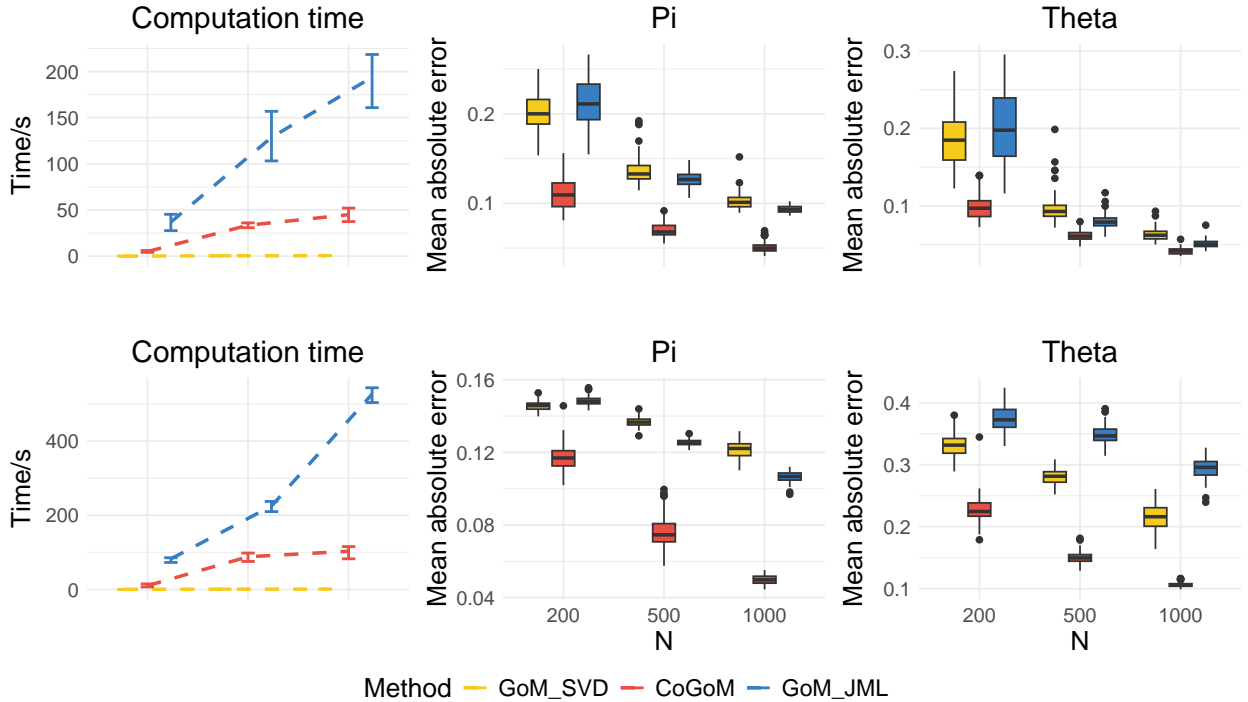 Computation time
Pi
Theta
Time/s
200
150
100
50
0
Mean absolute error
0.2
0.1
Mean absolute error
0.3
0.2
0.1
Computation time
Pi
Theta
Time/s
400
200
0
Mean absolute error
0.16
0.12
0.08
0.04
200 500 1000
N
Mean absolute error
0.4
0.3
0.2
0.1
200 500 1000
N
Method GoM_SVD CoGoM GoM_JML